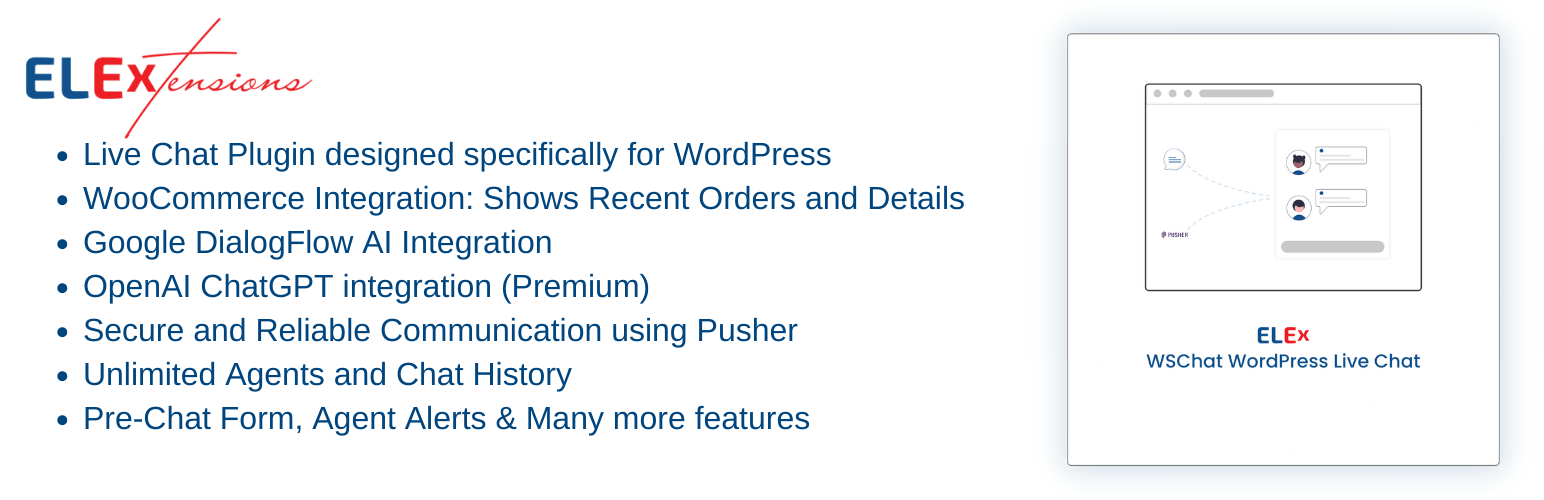 ELExtensions
• Live Chat Plugin designed specifically for WordPress
• WooCommerce Integration: Shows Recent Orders and Details
• Google DialogFlow AI Integration
• OpenAI ChatGPT integration (Premium)
• Secure and Reliable Communication using Pusher
• Unlimited Agents and Chat History
• Pre-Chat Form, Agent Alerts & Many more features
PUSHER
ELEX
WSChat WordPress Live Chat